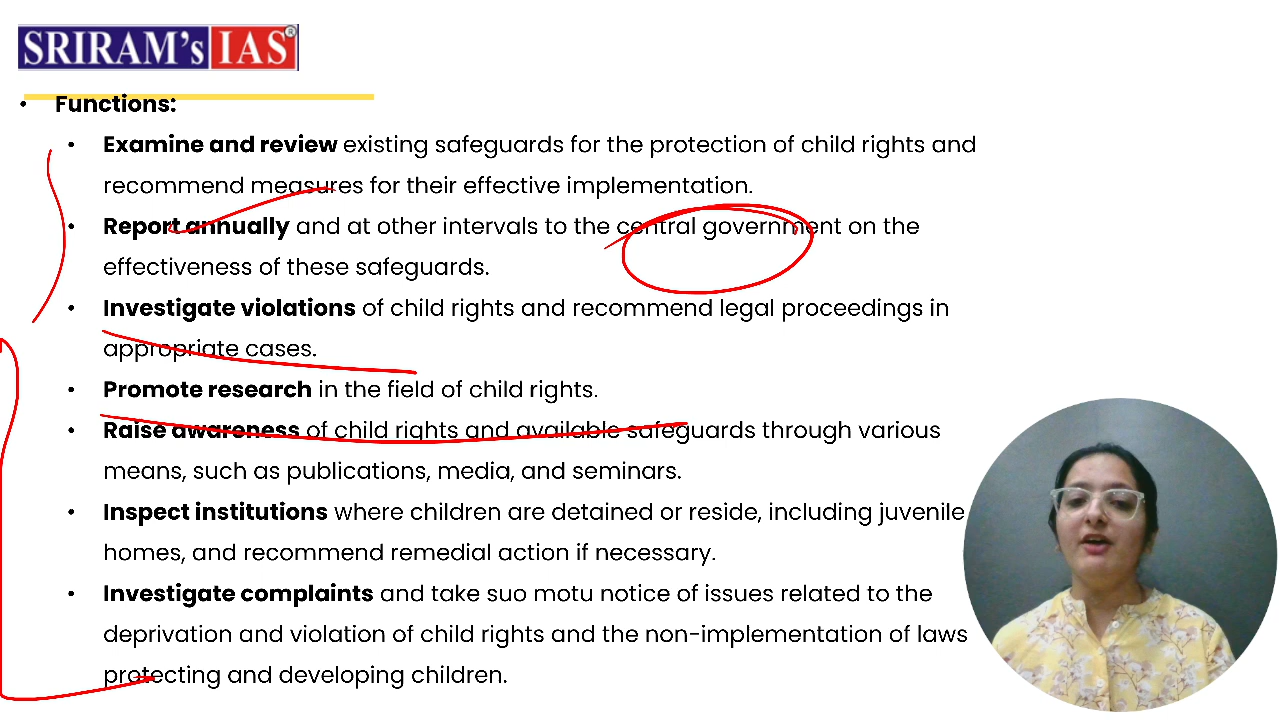 SRIRAM's IAS®
• Functions:
• Examine and review existing safeguards for the protection of child rights and
recommend measures for their effective implementation.
• Report annually and at other intervals to the central government on the
effectiveness of these safeguards.
• Investigate violations of child rights and recommend legal proceedings in
appropriate cases.
• Promote research in the field of child rights.
• Raise awareness of child rights and available safeguards through various
means, such as publications, media, and seminars.
• Inspect institutions where children are detained or reside, including juvenile
homes, and recommend remedial action if necessary.
• Investigate complaints and take suo motu notice of issues related to the
deprivation and violation of child rights and the non-implementation of laws
protecting and developing children.